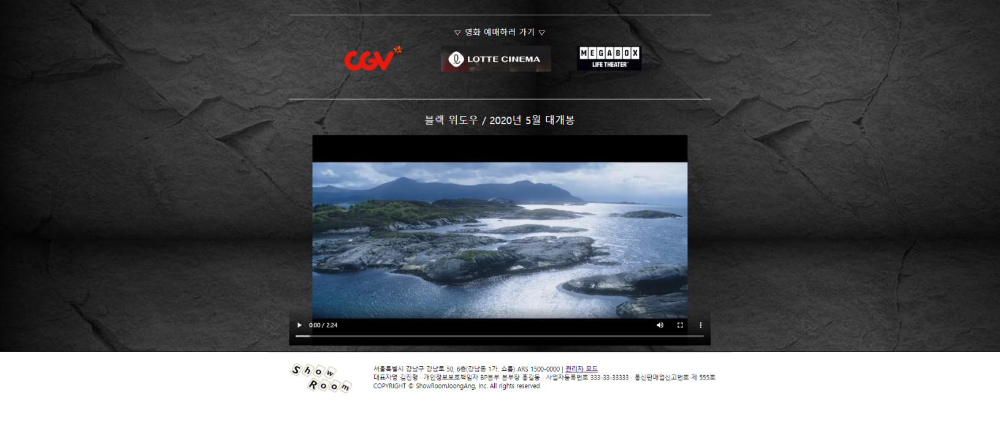 ▽ 영화 예매하러 가기 ▽
CGV
LOTTE CINEMA
MEGABOX
LIFE THEATER™
블랙 위도우 / 2020년 5월 대개봉
0:00 / 2:24
Show
Room
서울특별시 강남구 강남로 50, 6층(강남동 1가, 쇼룸) ARS 1500-0000 | 관리자 모드
대표자명 김진형 · 개인정보보호책임자 BP본부 본부장 홍길동 · 사업자등록번호 333-33-33333 · 통신판매업신고번호 제 555호
COPYRIGHT © ShowRoomJoongAng, Inc. All rights reserved